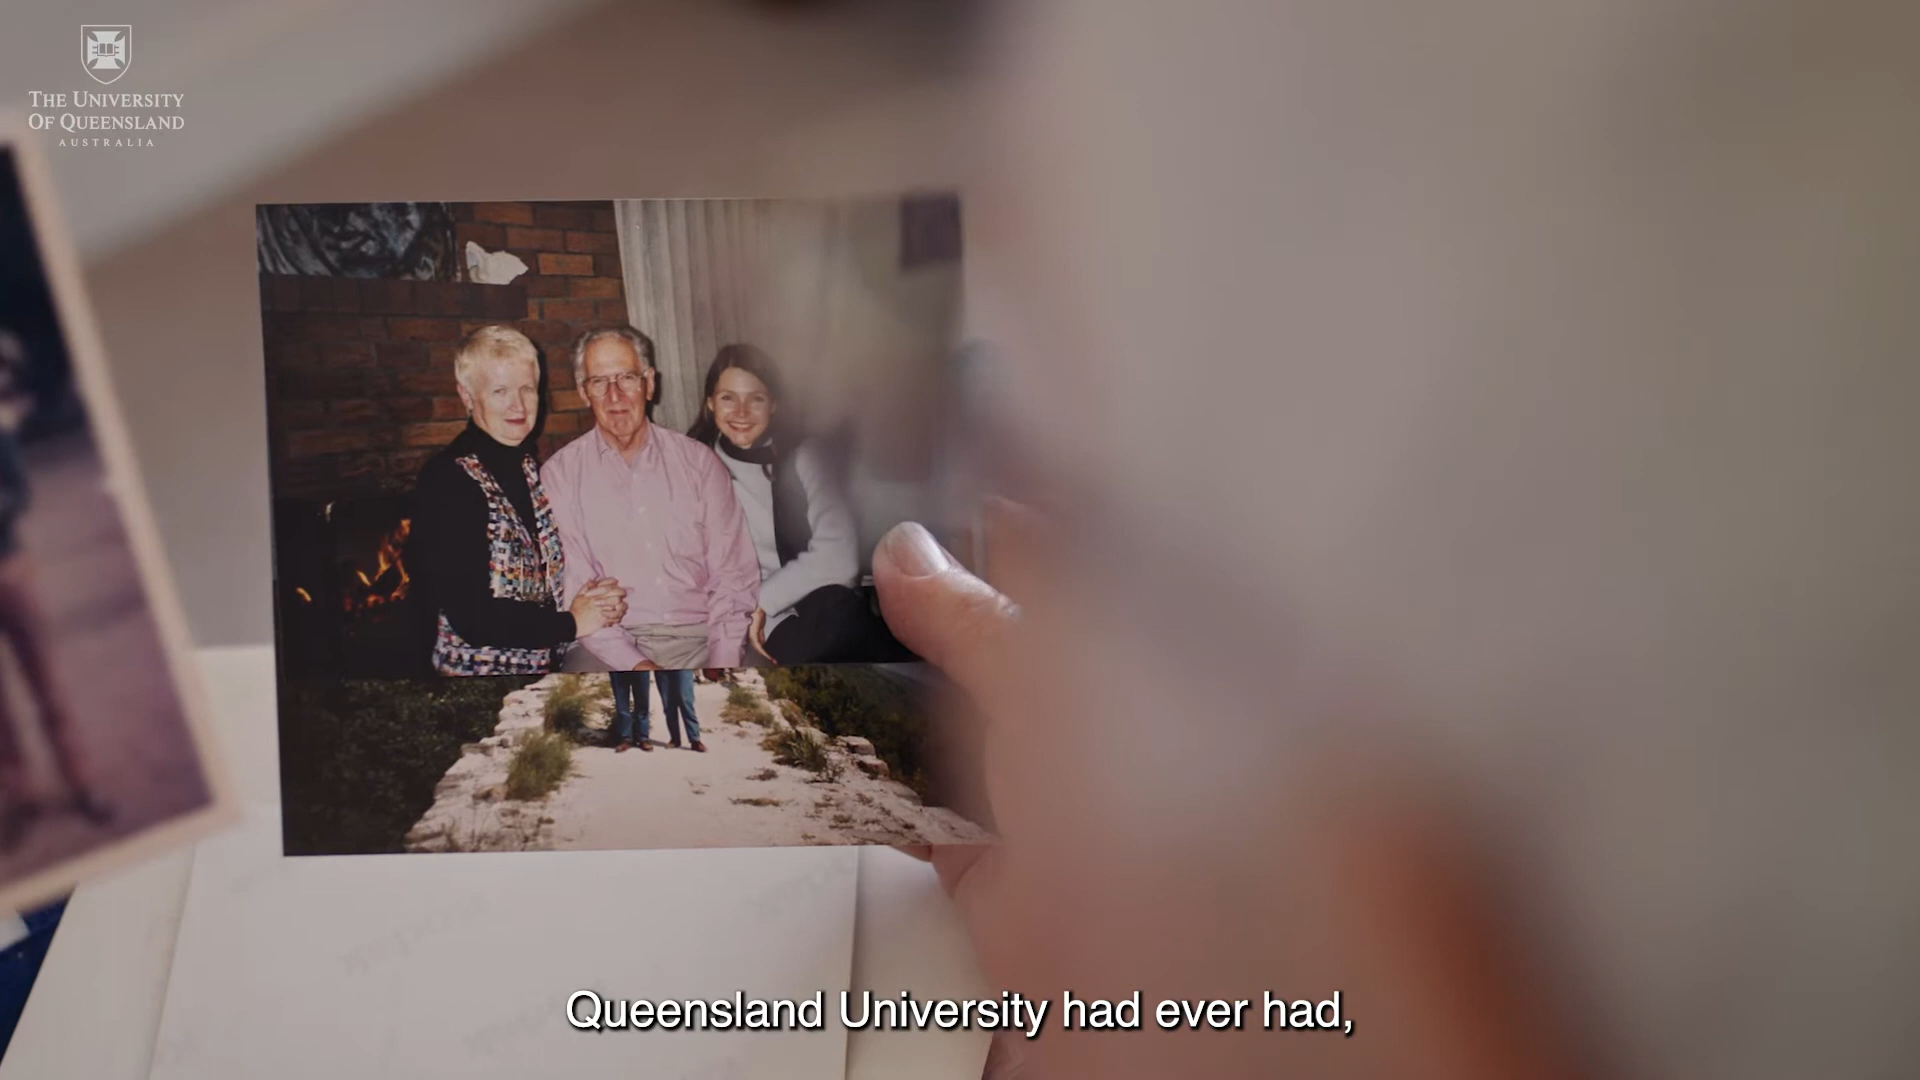 THE UNIVERSITY
OF QUEENSLAND
AUSTRALIA
Queensland University had ever had,